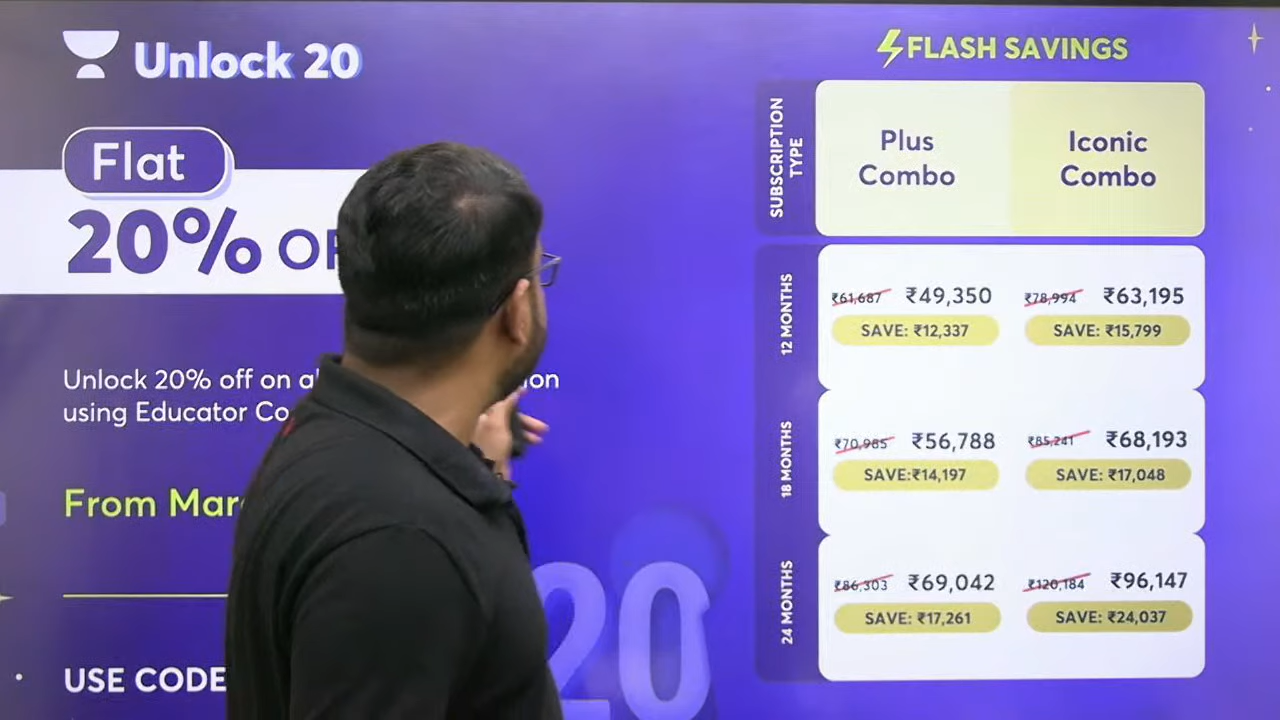 Unlock 20
Flat
20% OF
Unlock 20% off on a on
using Educator Co
From Mar
USE CODE
20
FLASH SAVINGS
SUBSCRIPTION TYPE
Plus Combo
Iconic Combo
12 MONTHS
₹61,687 ₹49,350
SAVE: ₹12,337
₹78,994 ₹63,195
SAVE: ₹15,799
18 MONTHS
₹70,985 ₹56,788
SAVE:₹14,197
₹85,241 ₹68,193
SAVE: ₹17,048
24 MONTHS
₹86,303 ₹69,042
SAVE: ₹17,261
₹120,184 ₹96,147
SAVE: ₹24,037